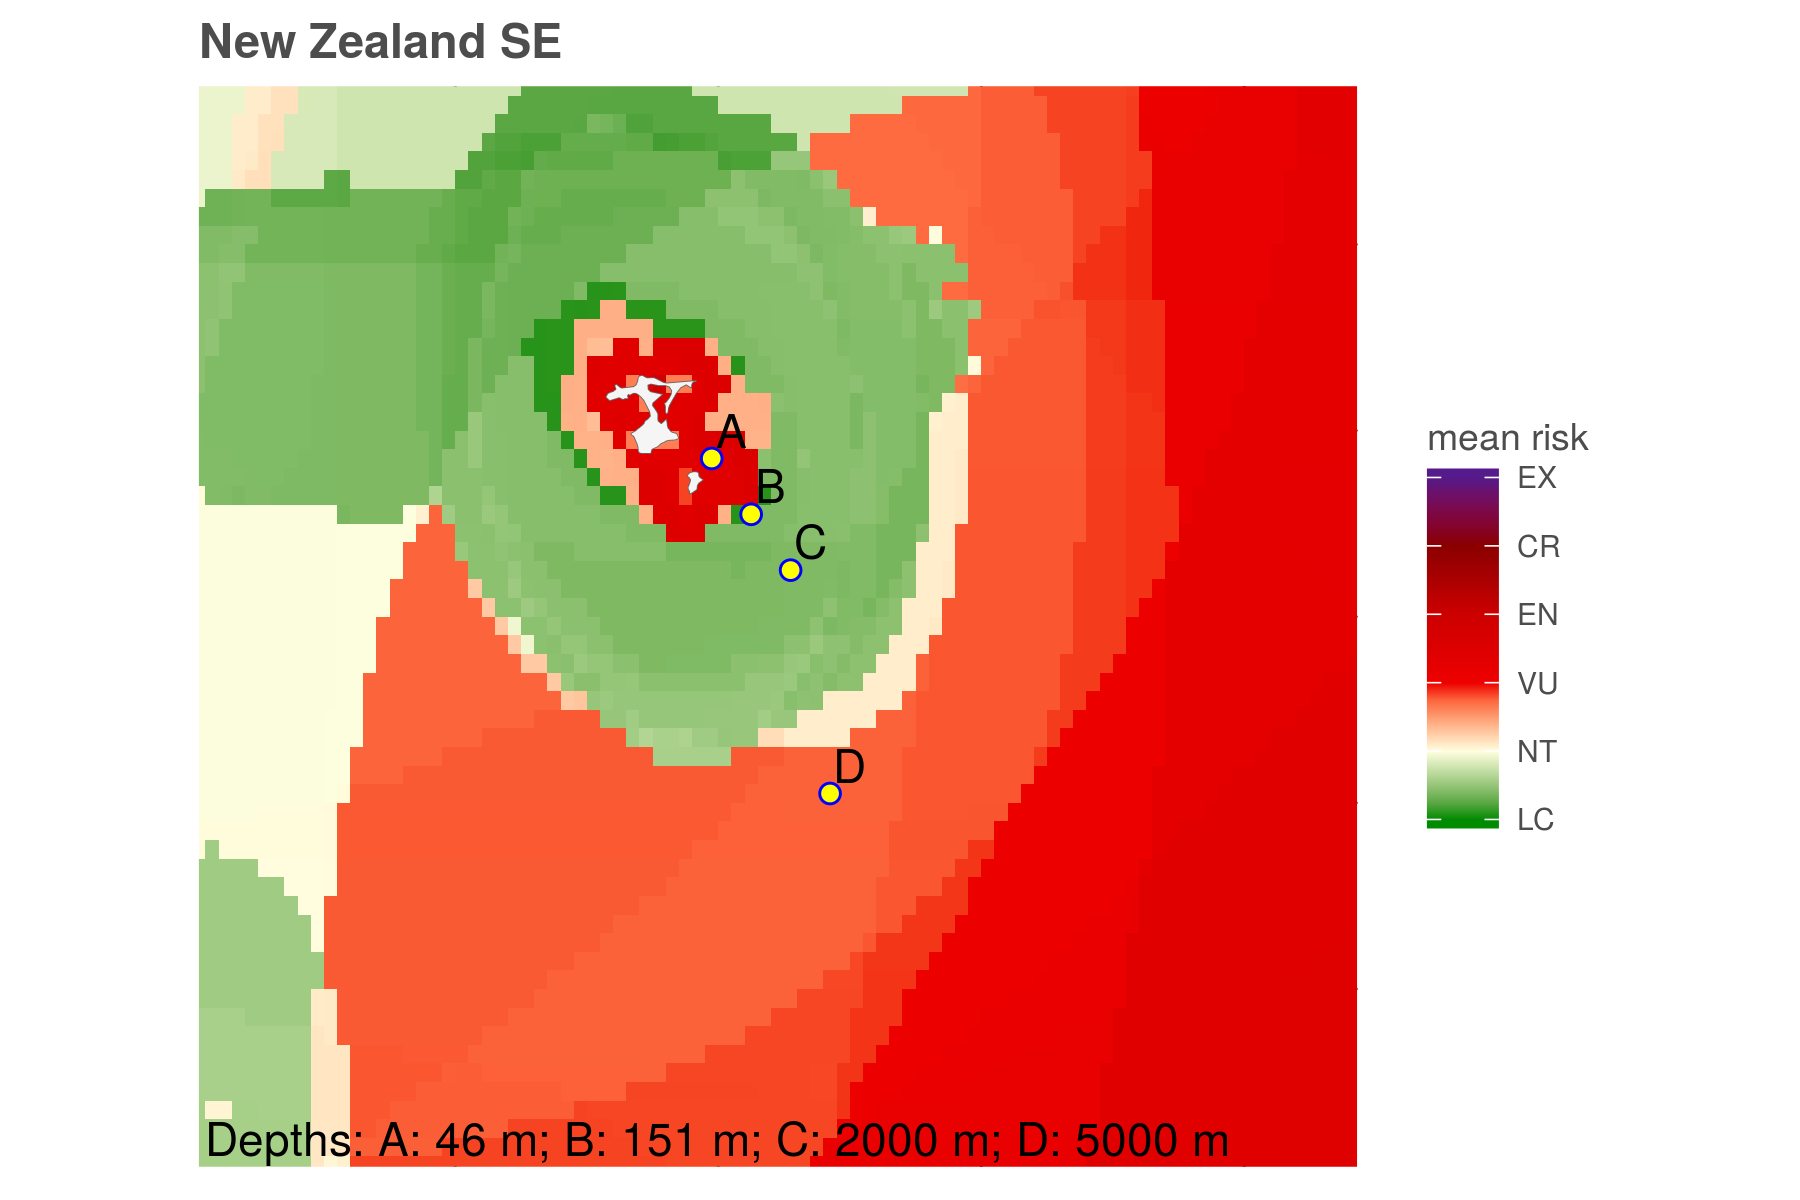 New Zealand SE
A
B
C
D
mean risk
EX
CR
EN
VU
NT
LC
Depths: A: 46 m; B: 151 m; C: 2000 m; D: 5000 m